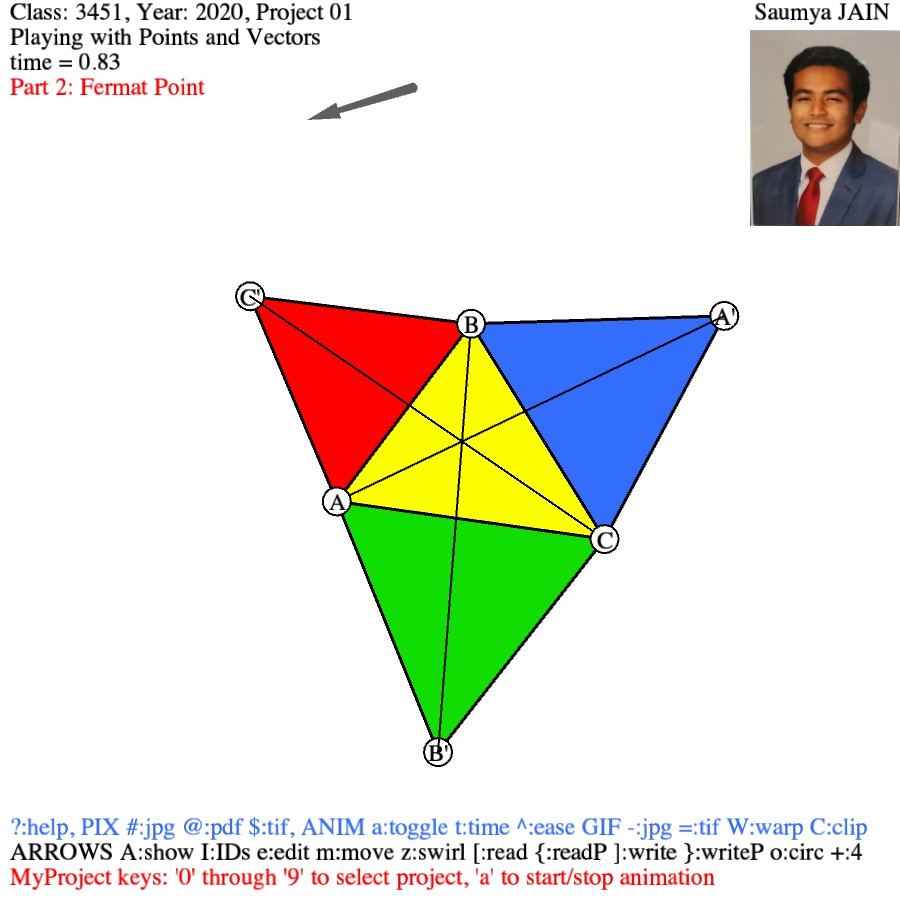 Class: 3451, Year: 2020, Project 01
Saumya JAIN
Playing with Points and Vectors
time = 0.83
Part 2: Fermat Point
C'
B
A'
A
C
B'
?:help, PIX #:jpg @:pdf $:tif, ANIM a:toggle t:time ^:ease GIF -:jpg =:tif W:warp C:clip
ARROWS A:show I:IDs e:edit m:move z:swirl [:read {:readP ]:write }:writeP o:circ +:4
MyProject keys: '0' through '9' to select project, 'a' to start/stop animation